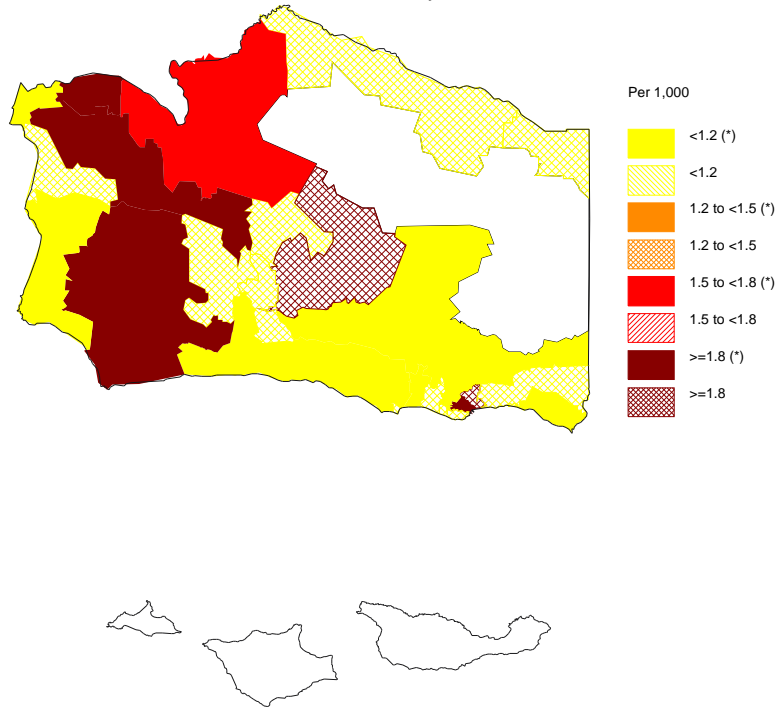 Per 1,000
<1.2 (*)
<1.2
1.2 to <1.5 (*)
1.2 to <1.5
1.5 to <1.8 (*)
1.5 to <1.8
>=1.8 (*)
>=1.8